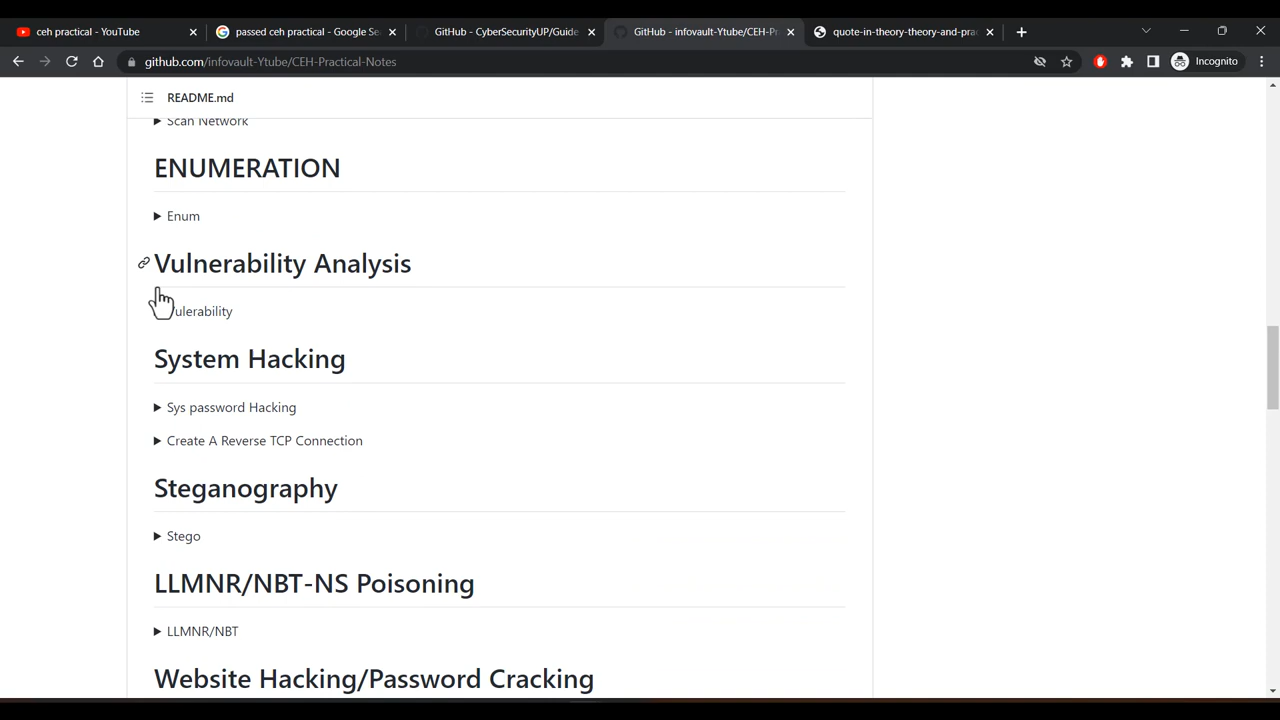 ceh practical - YouTube
passed ceh practical - Google Se
GitHub - CyberSecurityUP/Guide
GitHub - infovault-Ytube/CEH-Pr
quote-in-theory-theory-and-prac
github.com/infovault-Ytube/CEH-Practical-Notes
Incognito
README.md
Scan Network
ENUMERATION
Enum
Vulnerability Analysis
ulerability
System Hacking
Sys password Hacking
Create A Reverse TCP Connection
Steganography
Stego
LLMNR/NBT-NS Poisoning
LLMNR/NBT
Website Hacking/Password Cracking